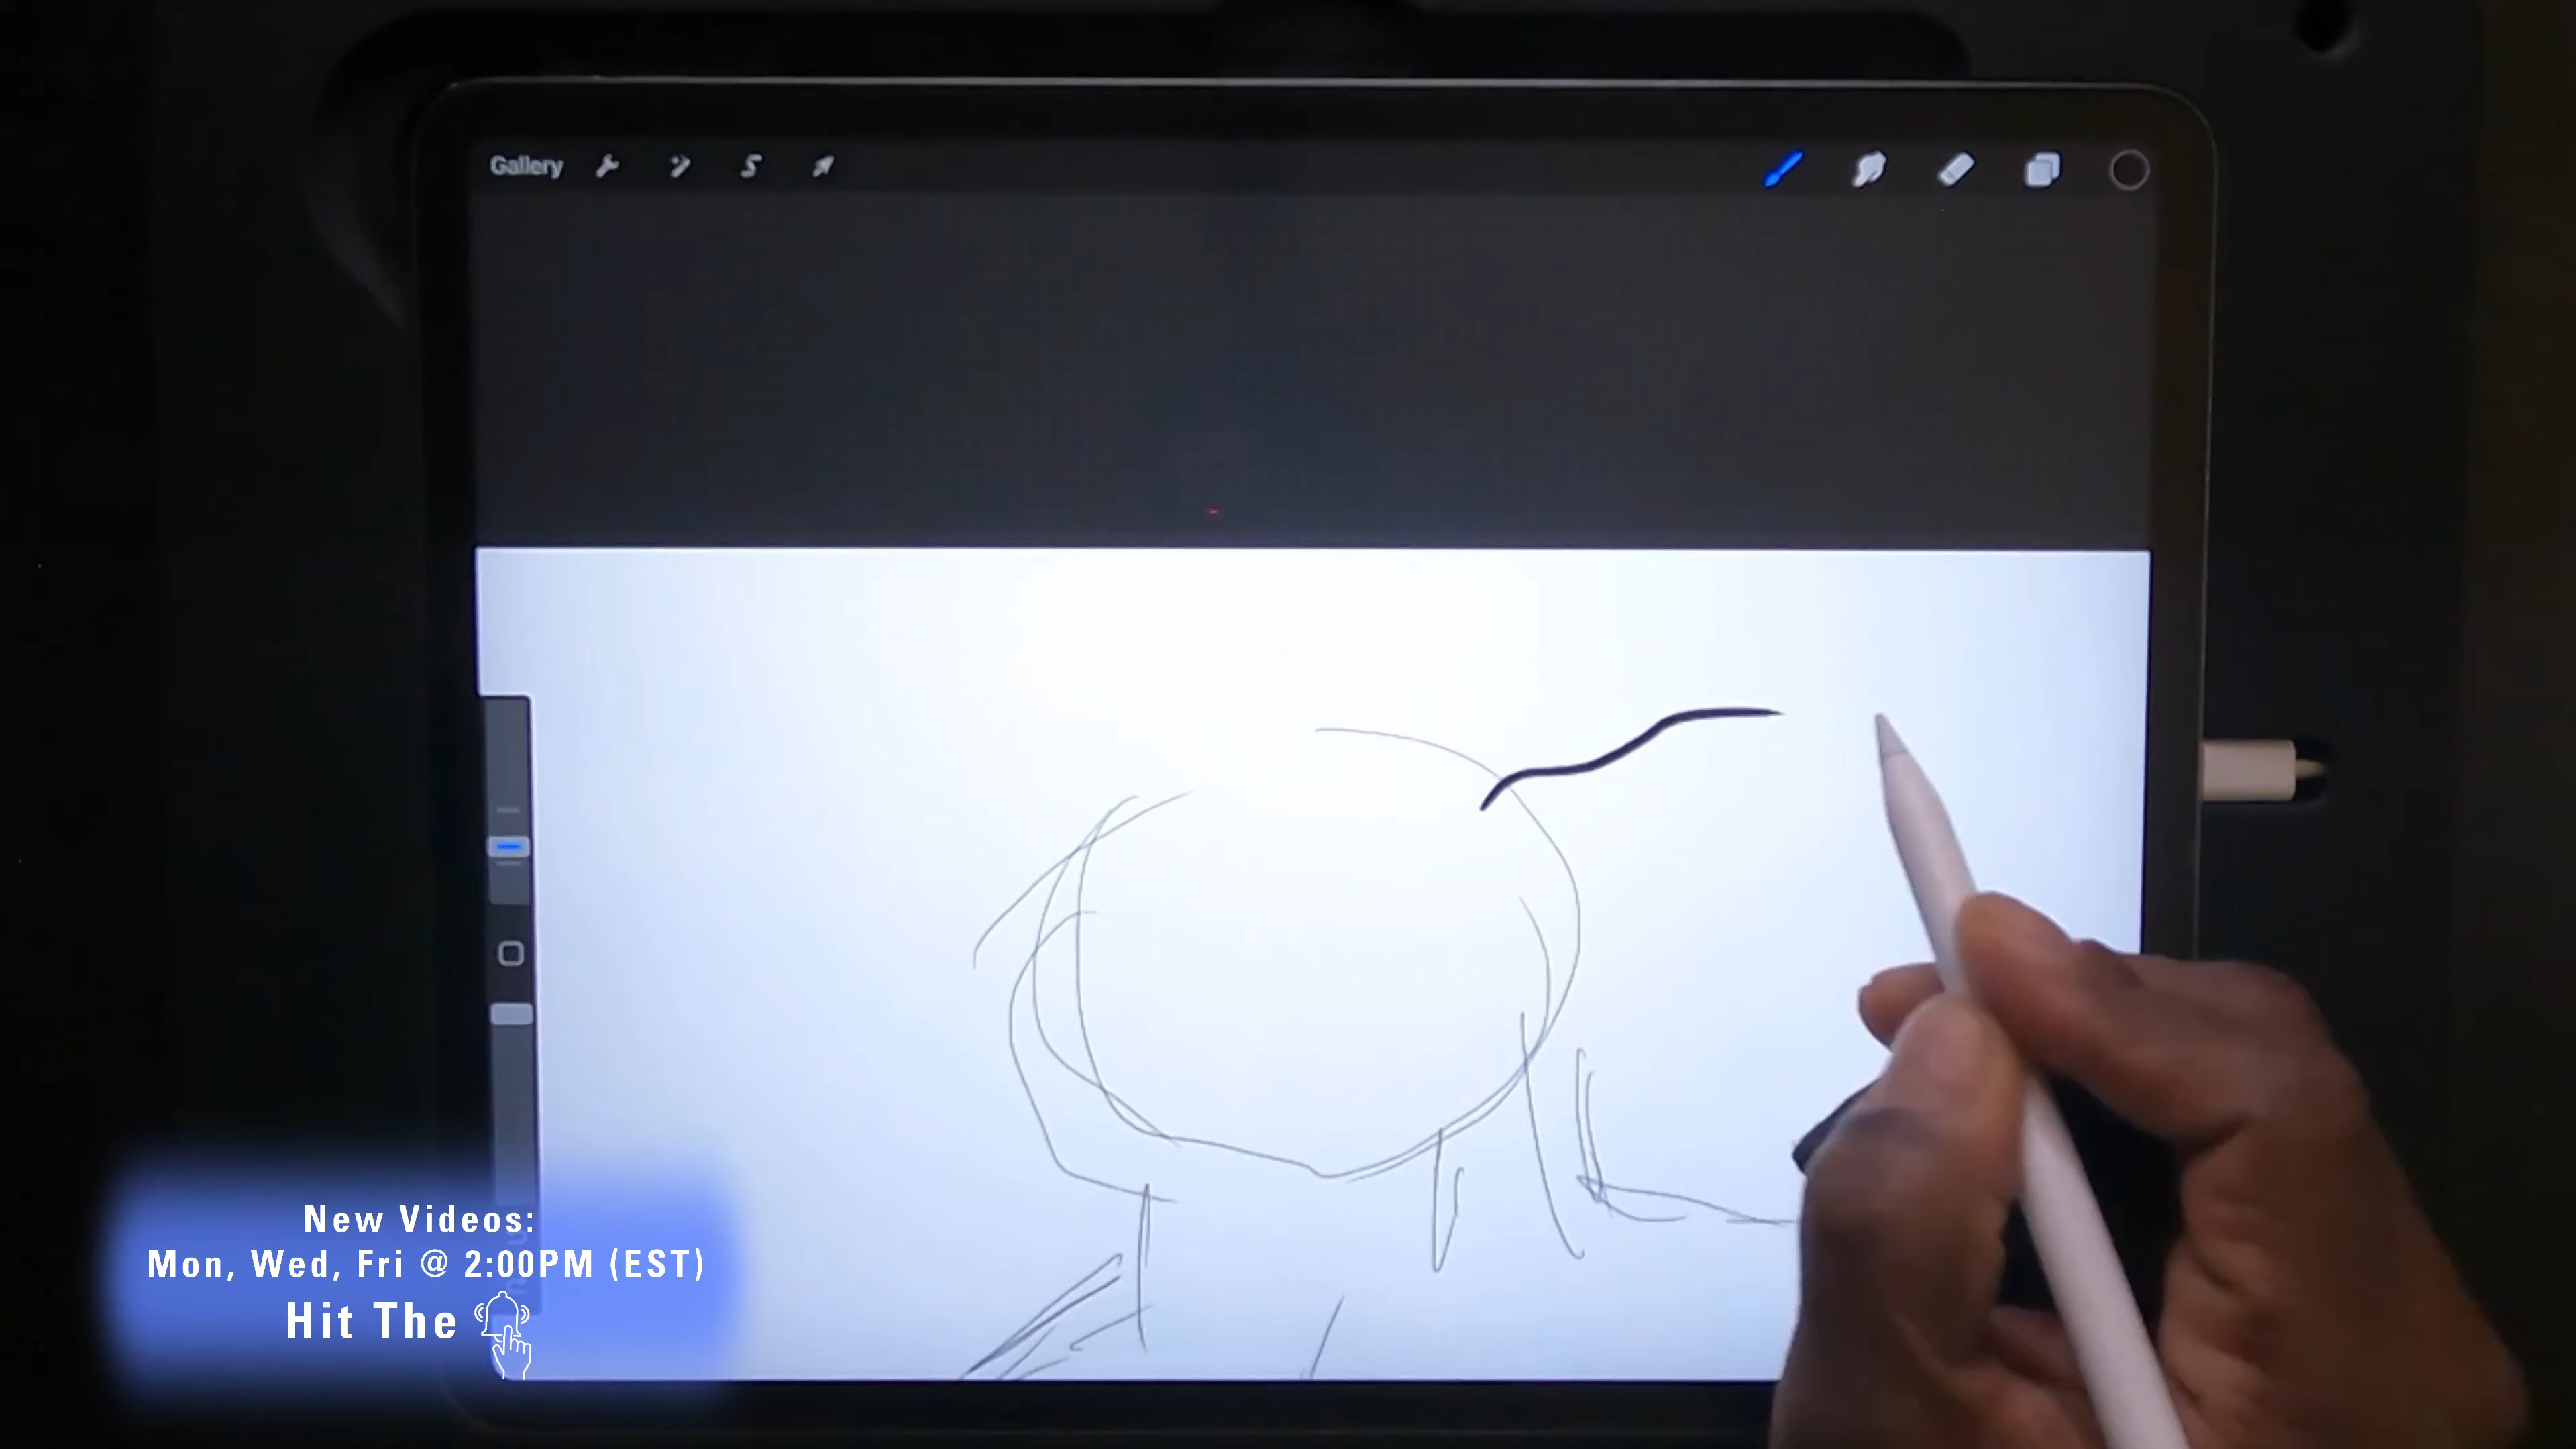 Gallery
New Videos:
Mon, Wed, Fri @ 2:00PM (EST)
Hit The